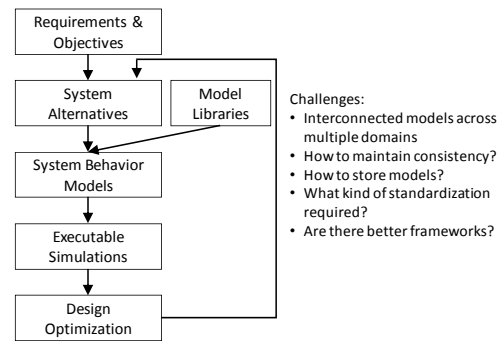 Requirements &
Objectives
System
Alternatives
Model
Libraries
System Behavior
Models
Executable
Simulations
Design
Optimization
Challenges:
• Interconnected models across
multiple domains
• How to maintain consistency?
• How to store models?
• What kind of standardization
required?
• Are there better frameworks?